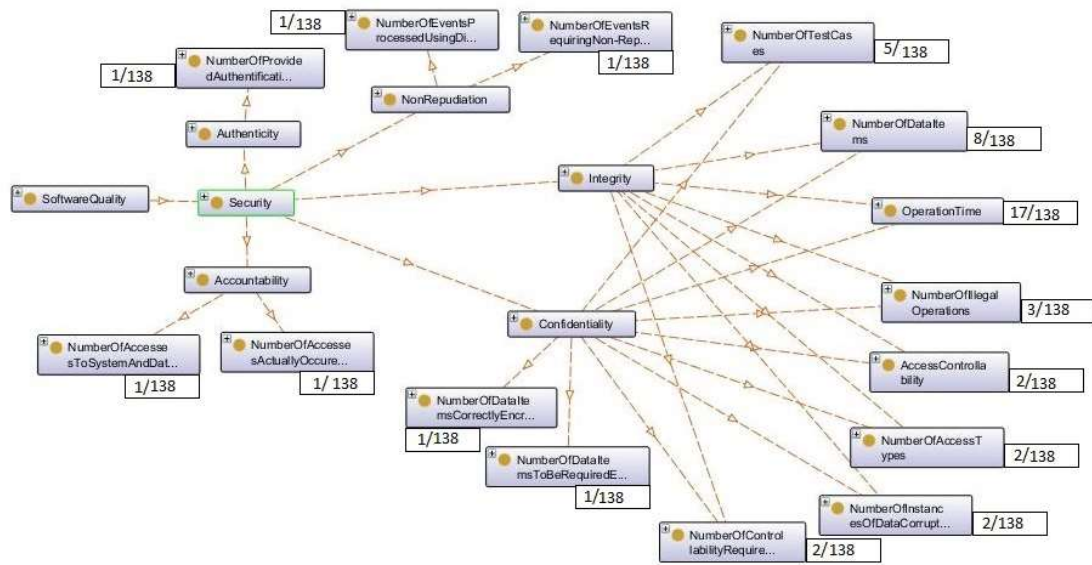 1/138
NumberOfEventsP
rocessedUsingDi...
NumberOfEventsR
equiringNon-Rep...
1/138
NumberOfTestCas
es
5/138
1/138
NumberOfProvide
dAuthentificati...
NonRepudiation
Authenticity
NumberOfDataIte
ms
8/138
Integrity
SoftwareQuality
Security
OperationTime
17/138
Accountability
NumberOfIllegal
Operations
3/138
Confidentiality
NumberOfAccesse
sToSystemAndDat...
1/138
NumberOfAccesse
sActuallyOccure...
1/ 138
AccessControlla
bility
2/138
NumberOfDataIte
msCorrectlyEncr...
1/138
NumberOfAccessT
ypes
2/138
NumberOfDataIte
msToBeRequiredE...
1/138
NumberOfInstanc
esOfDataCorrupt...
2/138
NumberOfControl
labilityRequire...
2/138